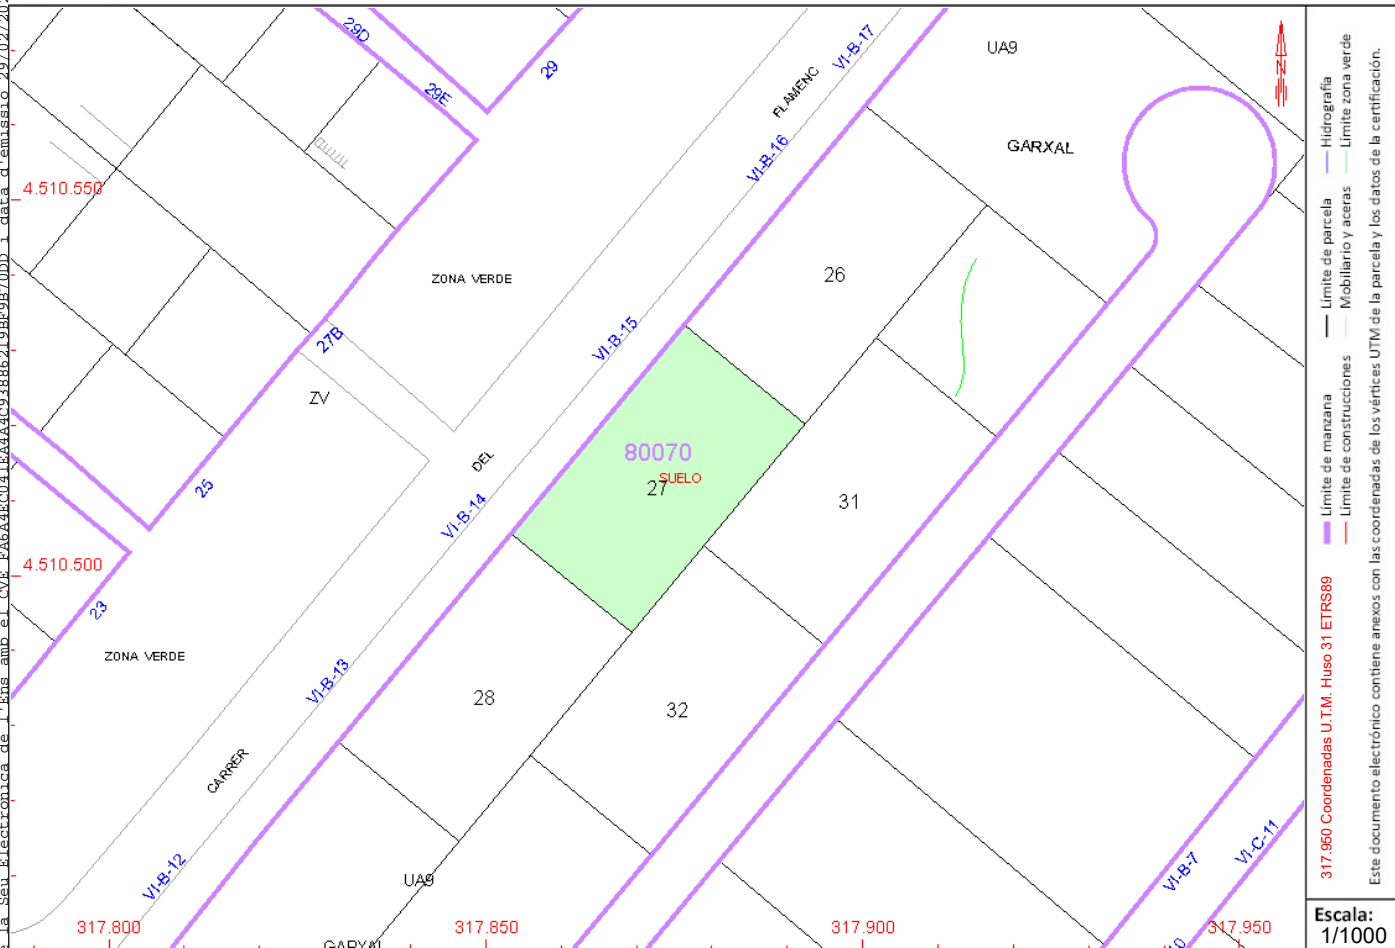 29D
29E
29
VI-B-17
FLAMENC
VI-B-16
UA9
GARXAL
4.510.550
ZONA VERDE
26
27B
VI-B-15
ZV
80070
SUELO
27
DEL
25
VI-B-14
31
4.510.500
23
ZONA VERDE
VI-B-13
28
32
CARRER
VI-B-12
UA9
VI-B-7
VI-C-11
317.800
317.850
317.900
317.950
N
Hidrografía
Límite zona verde
Límite de parcela
Mobiliario y aceras
Límite de manzana
Límite de construcciones
317.950 Coordenadas U.T.M. Huso 31 ETRS89
Este documento electrónico contiene anexos con las coordenadas de los vértices UTM de la parcela y los datos de la certificación.
Escala:
1/1000